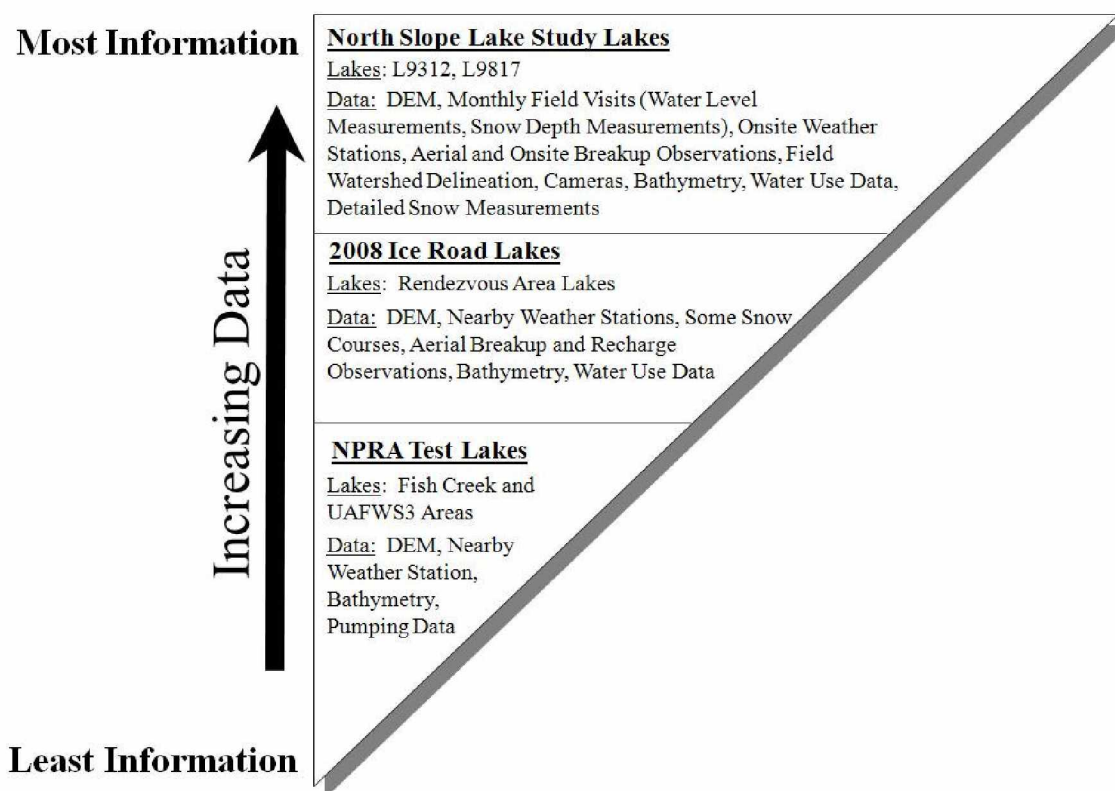 Most Information
North Slope Lake Study Lakes
Lakes: L9312, L9817
Data: DEM, Monthly Field Visits (Water Level
Measurements, Snow Depth Measurements), Onsite Weather
Stations, Aerial and Onsite Breakup Observations, Field
Watershed Delineation, Cameras, Bathymetry, Water Use Data,
Detailed Snow Measurements
Increasing Data
2008 Ice Road Lakes
Lakes: Rendezvous Area Lakes
Data: DEM, Nearby Weather Stations, Some Snow
Courses, Aerial Breakup and Recharge
Observations, Bathymetry, Water Use Data
NPRA Test Lakes
Lakes: Fish Creek and
UAFWS3 Areas
Data: DEM, Nearby
Weather Station,
Bathymetry,
Pumping Data
Least Information